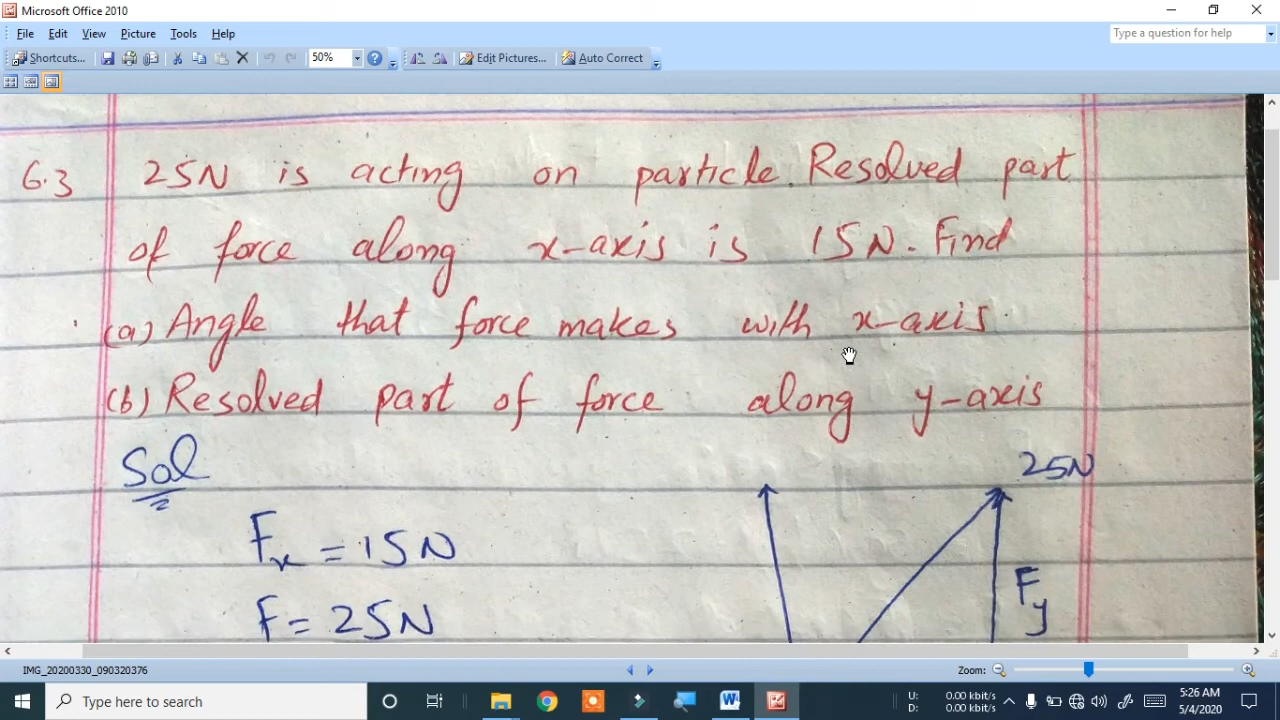 Microsoft Office 2010
File Edit View Picture Tools Help
Type a question for help
Shortcuts... 50% Edit Pictures... Auto Correct
6.3 25N is acting on particle. Resolved part
of force along x-axis is 15N. Find
(a) Angle that force makes with x-axis.
(b) Resolved part of force along y-axis
Sol
25N
Fx = 15N
Fy
F = 25N
IMG_20200330_090320376
Zoom:
Type here to search
U: 0.00 kbit/s
D: 0.00 kbit/s
5:26 AM
5/4/2020